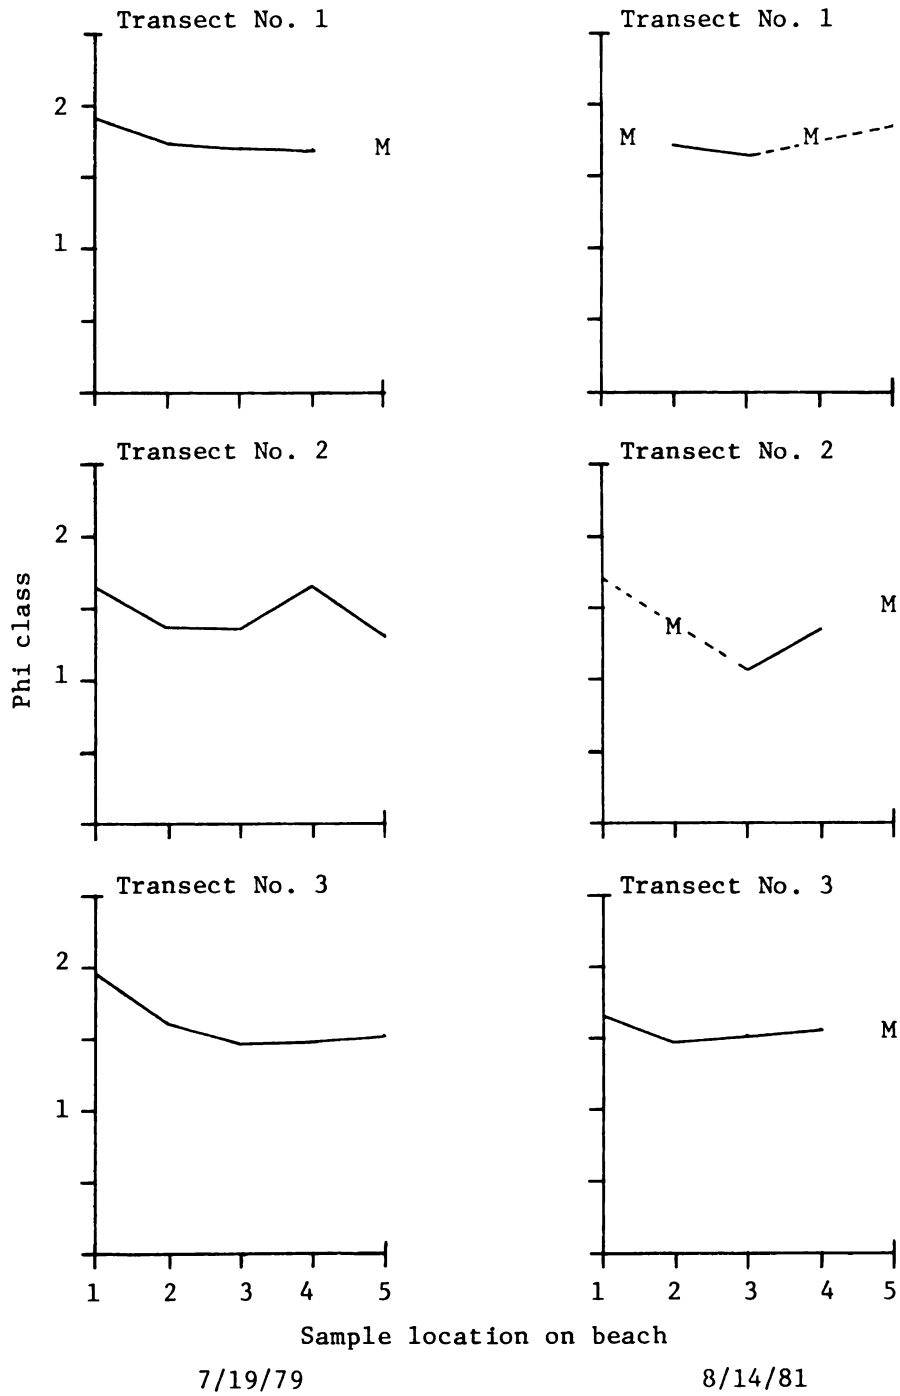 Transect No. 1
Transect No. 1
2
M
M
M
1
Transect No. 2
Transect No. 2
2
M
M
Phi class
1
Transect No. 3
Transect No. 3
2
M
1
1 2 3 4 5
1 2 3 4 5
Sample location on beach
7/19/79
8/14/81